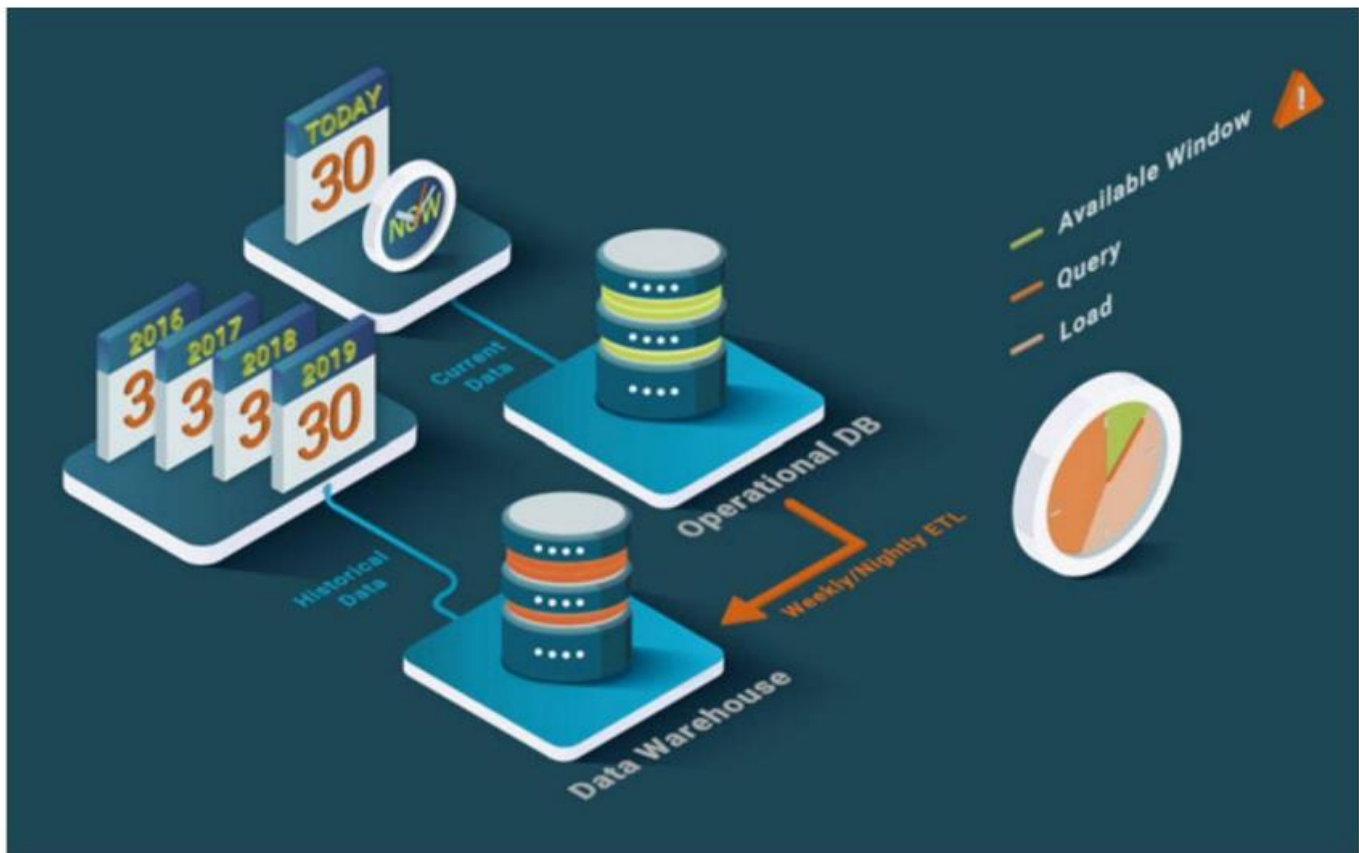 TODAY
30
NOW
2016
2017
2018
2019
3
3
3
30
Current
Data
Historical
Data
Operational DB
Weekly/Nightly ETL
Data Warehouse
Available Window
!
Query
Load